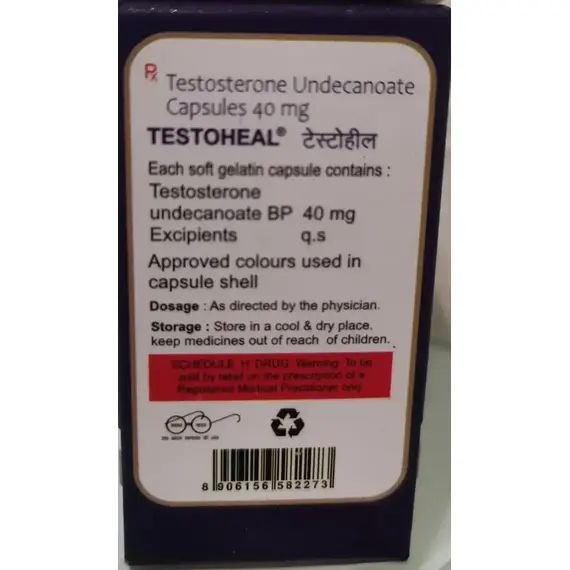 Rx Testosterone Undecanoate
Capsules 40 mg
TESTOHEAL® टेस्टोहील
Each soft gelatin capsule contains :
Testosterone
undecanoate BP 40 mg
Excipients q.s
Approved colours used in
capsule shell
Dosage : As directed by the physician.
Storage : Store in a cool & dry place.
keep medicines out of reach of children.
SCHEDULE H DRUG Warning: To be
sold by retail on the prescription of a
Registered Medical Practitioner only
8 906156 582273